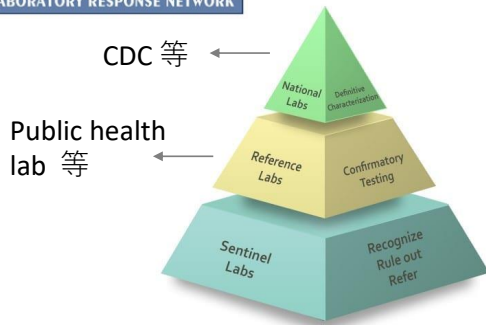 LABORATORY RESPONSE NETWORK
CDC 等
National
Labs
Definitive
Characterization
Public health
lab 等
Reference
Labs
Confirmatory
Testing
Sentinel
Labs
Recognize
Rule out
Refer